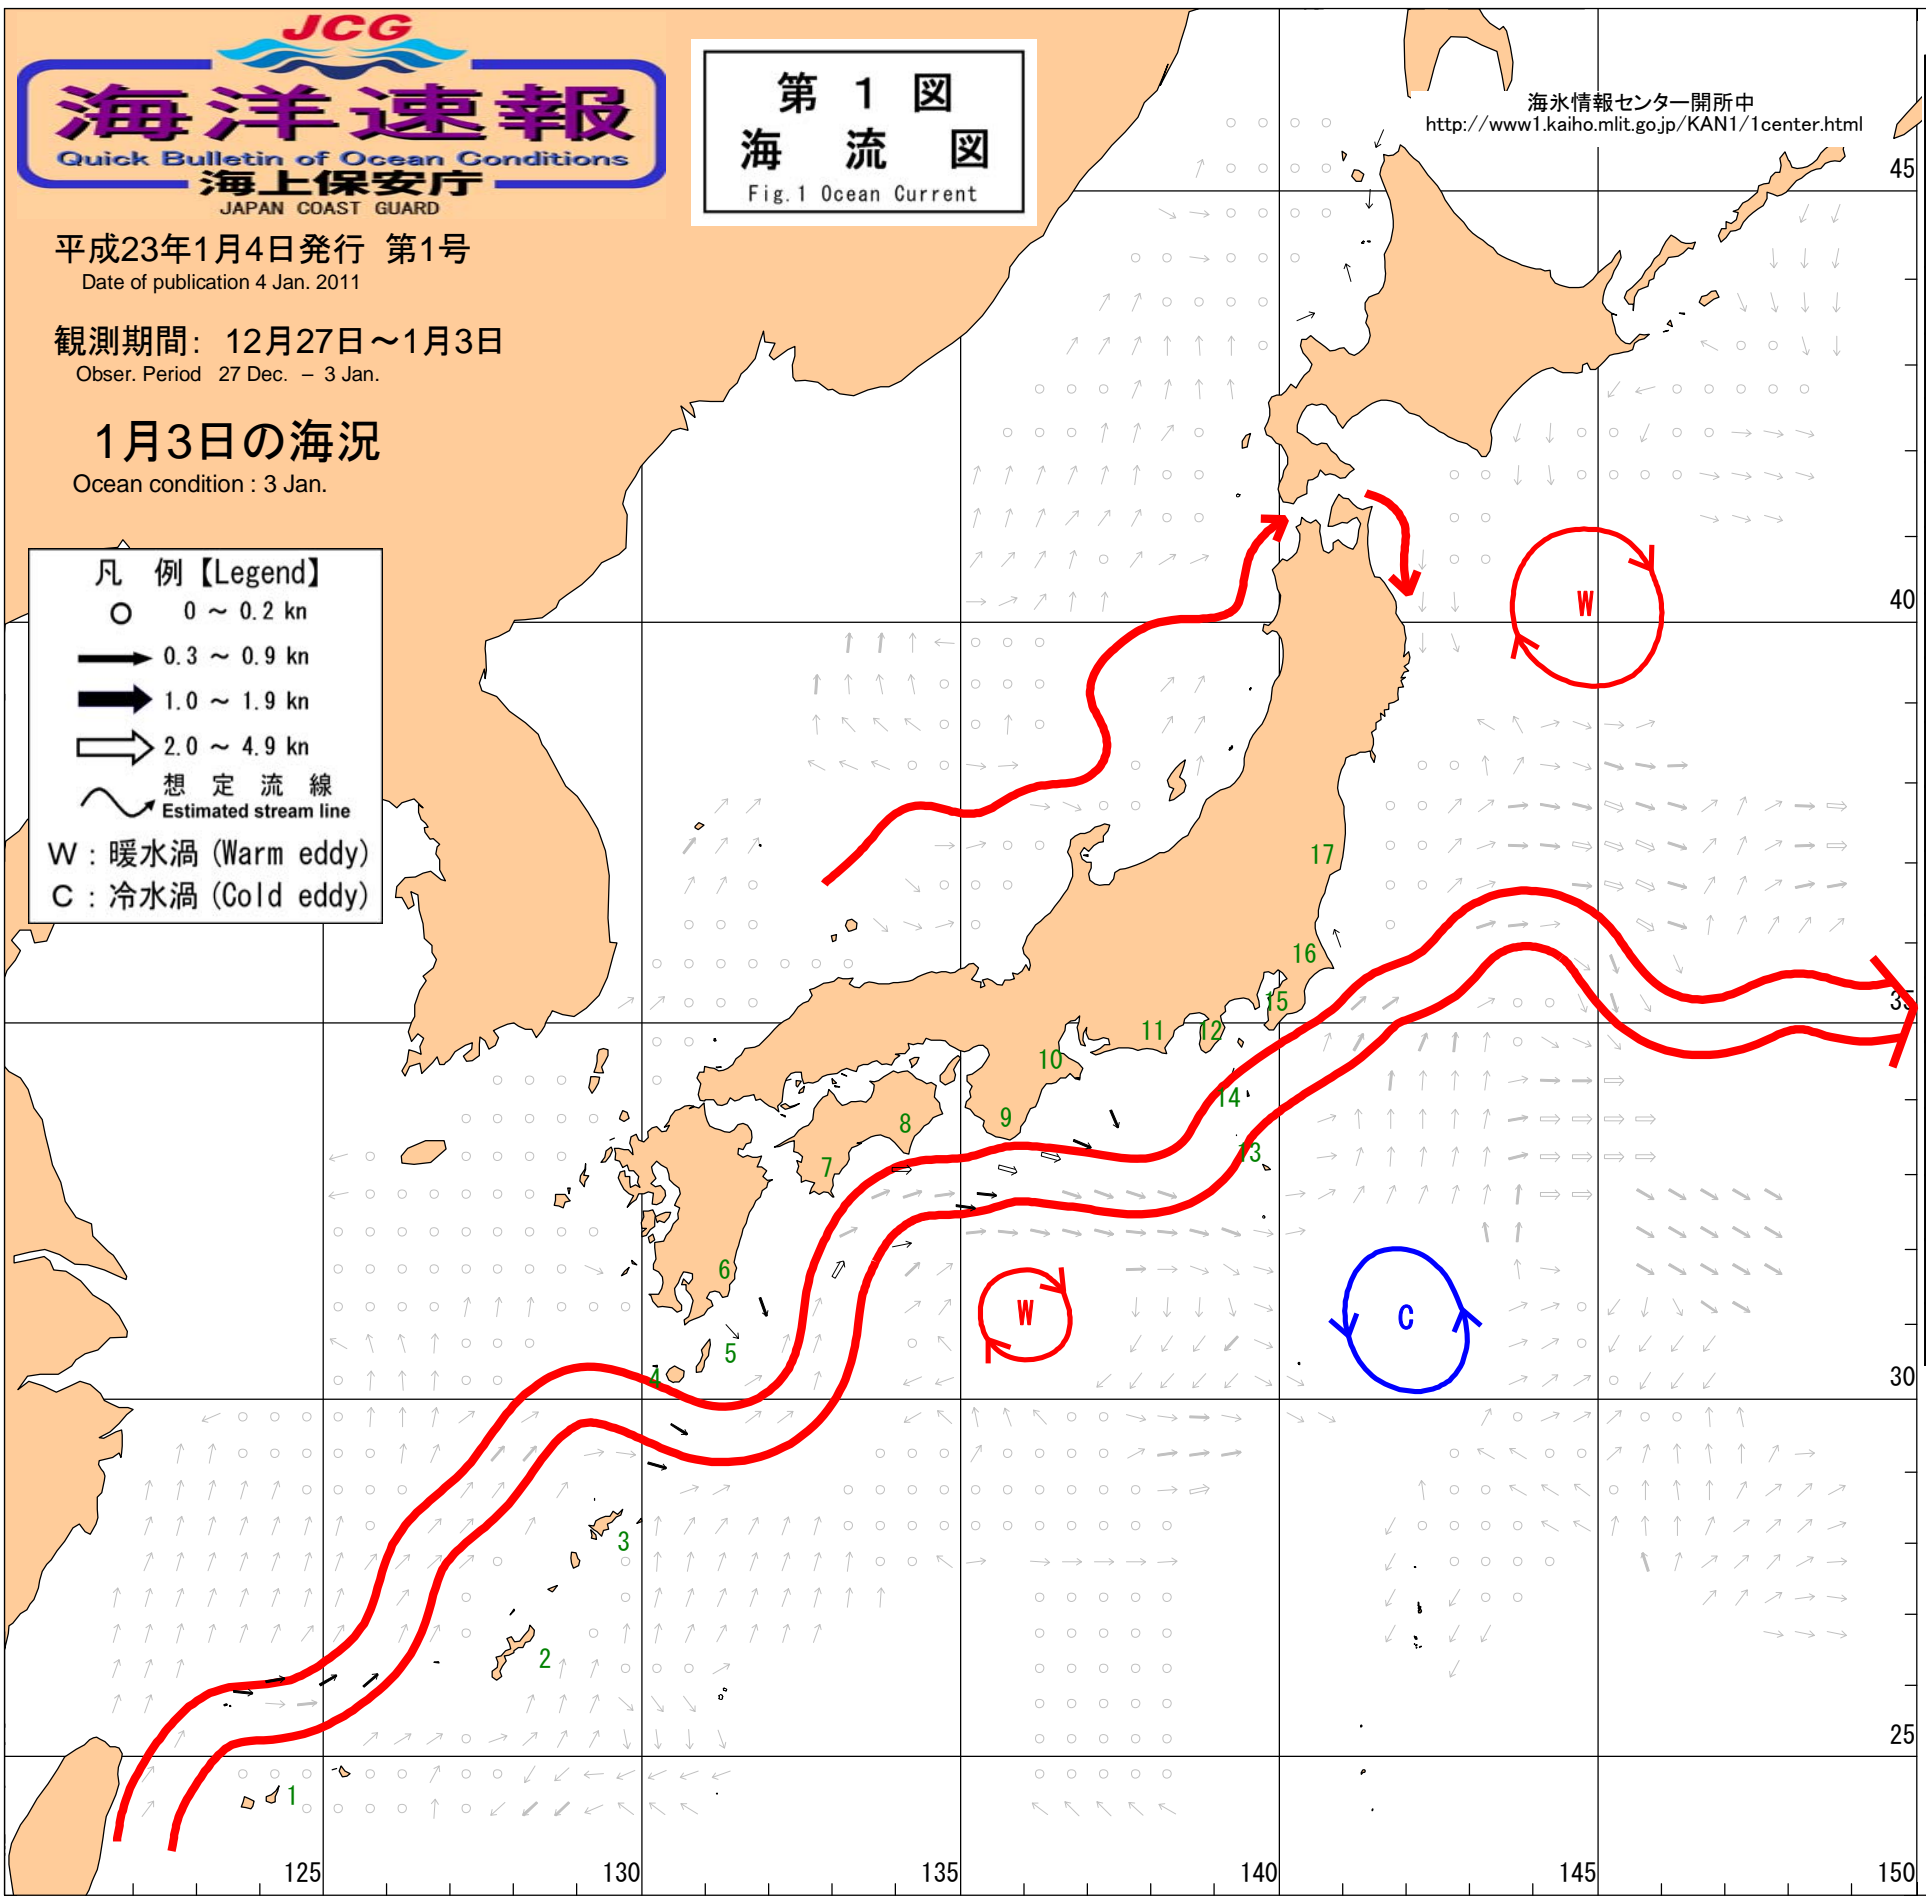 JCG
海洋速報
Quick Bulletin of Ocean Conditions
海上保安庁
JAPAN COAST GUARD
第 1 図
海 流 図
Fig.1 Ocean Current
海氷情報センター開所中
http://www1.kaiho.mlit.go.jp/KAN1/1center.html
平成23年1月4日発行 第1号
Date of publication 4 Jan. 2011
観測期間: 12月27日～1月3日
Obser. Period 27 Dec. – 3 Jan.
1月3日の海況
Ocean condition : 3 Jan.
凡 例【Legend】
0 ～ 0.2 kn
0.3 ～ 0.9 kn
1.0 ～ 1.9 kn
2.0 ～ 4.9 kn
想 定 流 線
Estimated stream line
W : 暖水渦 (Warm eddy)
C : 冷水渦 (Cold eddy)
45
40
35
30
25
W
W
C
17
16
15
14
13
12
11
10
9
8
7
6
5
4
3
2
1
125
130
135
140
145
150